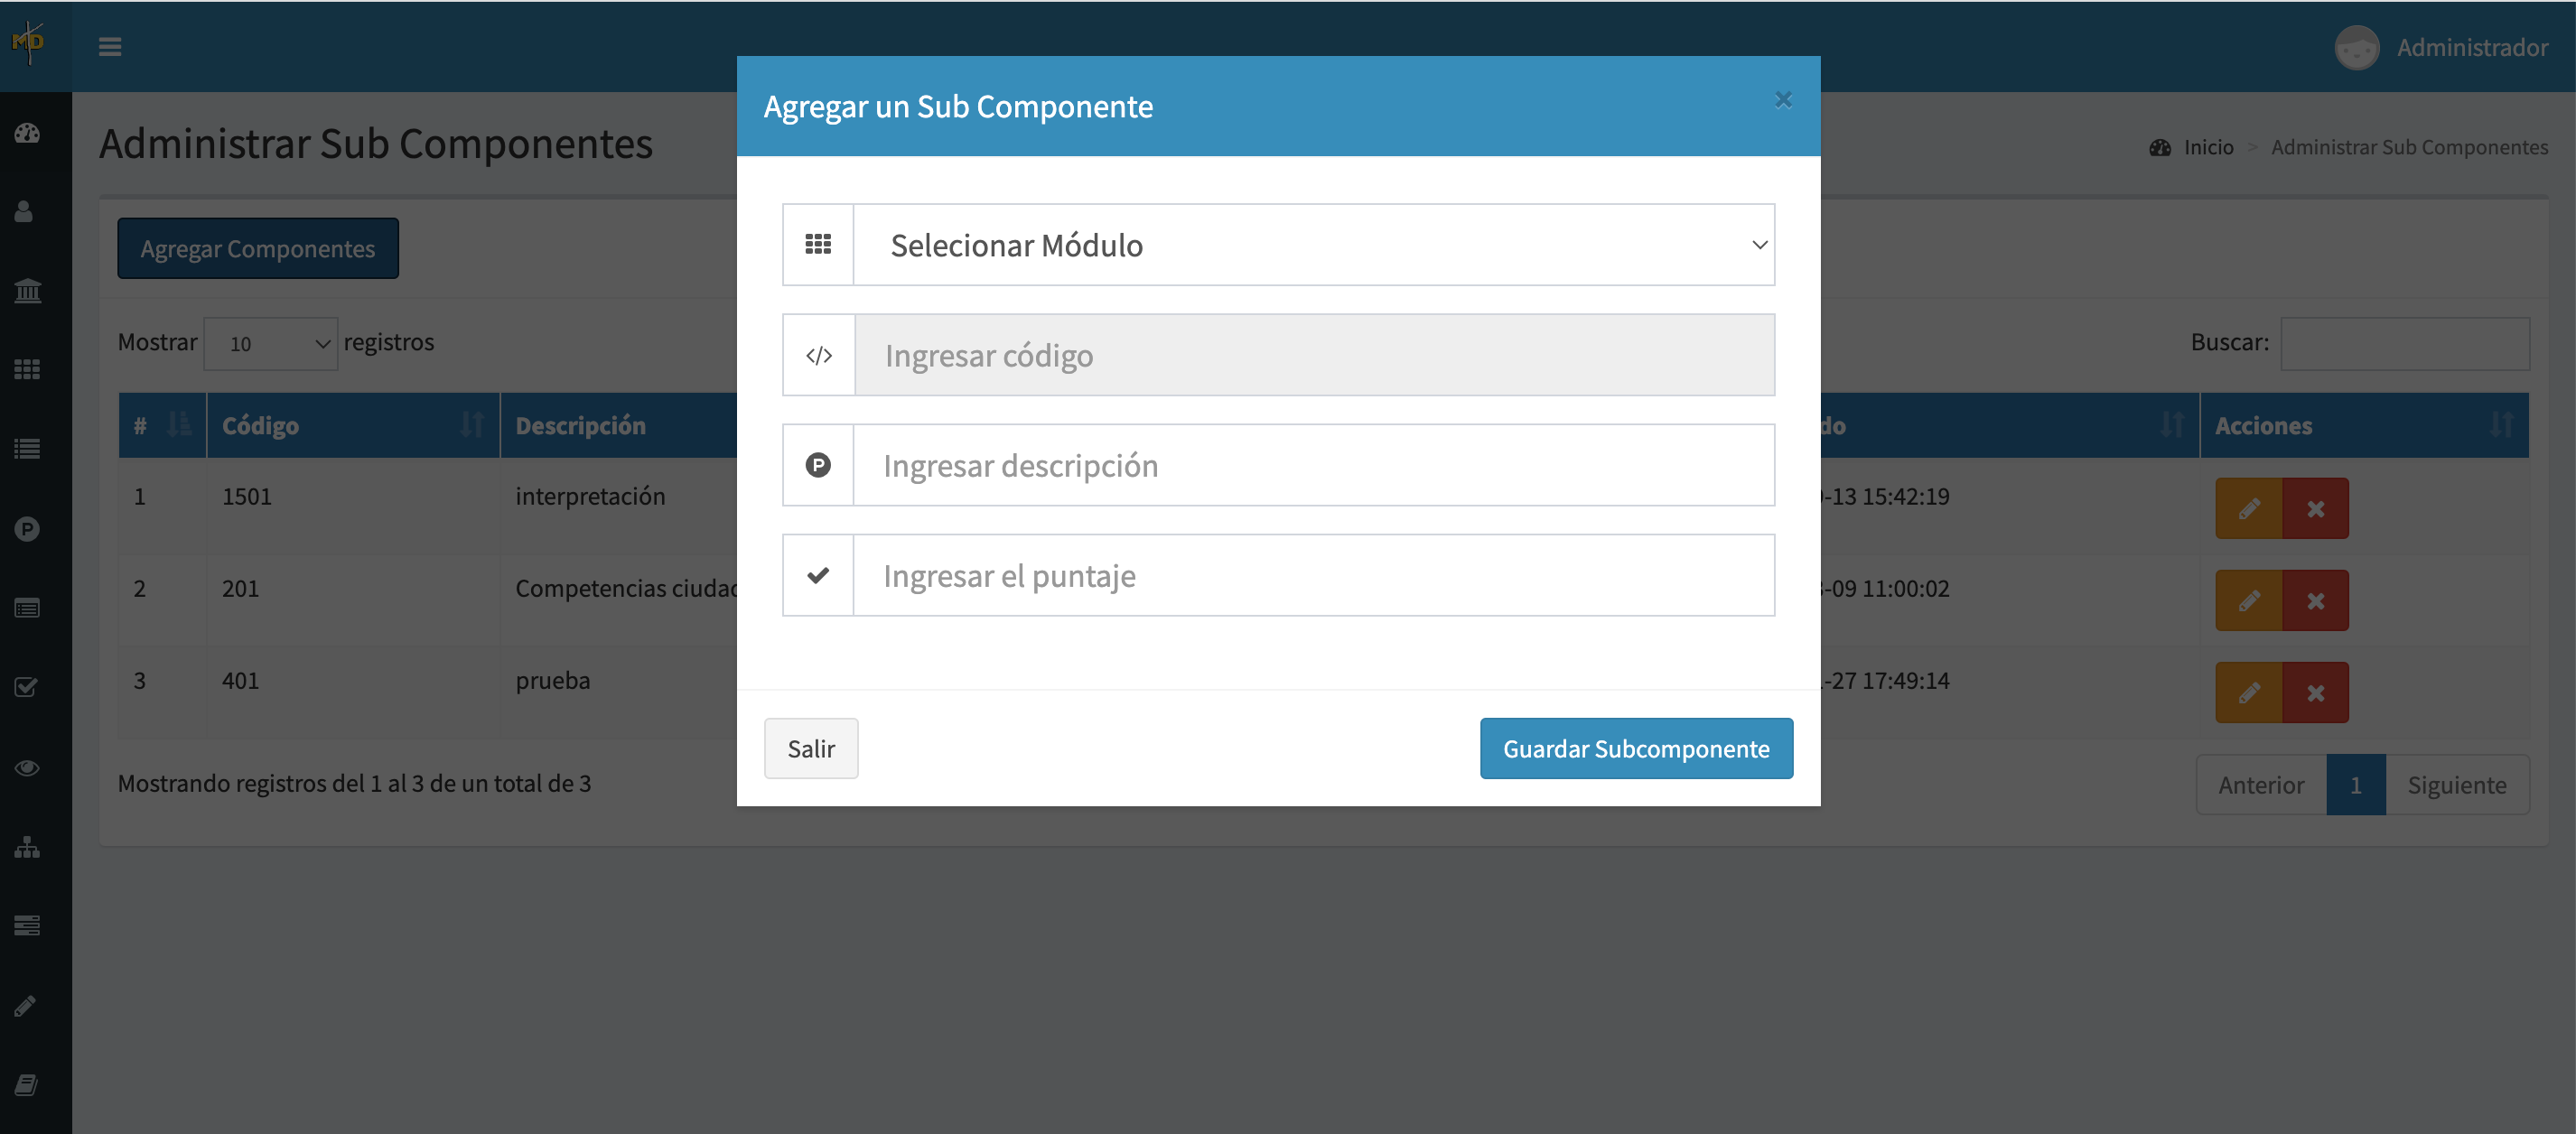 MD
Administrador
Agregar un Sub Componente
×
Administrar Sub Componentes
Inicio > Administrar Sub Componentes
Agregar Componentes
Selecionar Módulo
Mostrar 10 registros
Buscar:
Ingresar código
# Código Descripción do Acciones
Ingresar descripción
1 1501 interpretación -13 15:42:19
Ingresar el puntaje
2 201 Competencias ciudad -09 11:00:02
3 401 prueba -27 17:49:14
Salir
Guardar Subcomponente
Mostrando registros del 1 al 3 de un total de 3
Anterior 1 Siguiente